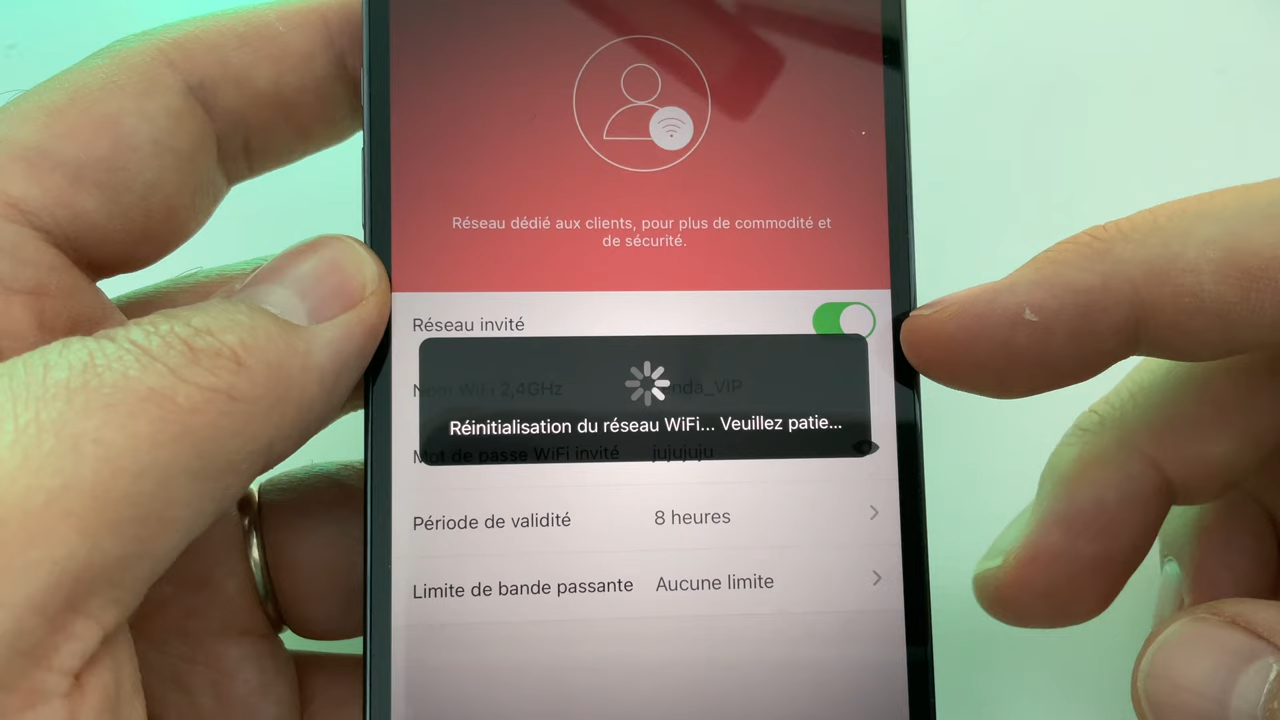 Réseau dédié aux clients, pour plus de commodité et
de sécurité.
Réseau invité
Nom WiFi 2,4GHz nda_VIP
Réinitialisation du réseau WiFi... Veuillez patie...
Mot de passe WiFi invité jujujuju
Période de validité 8 heures
Limite de bande passante Aucune limite